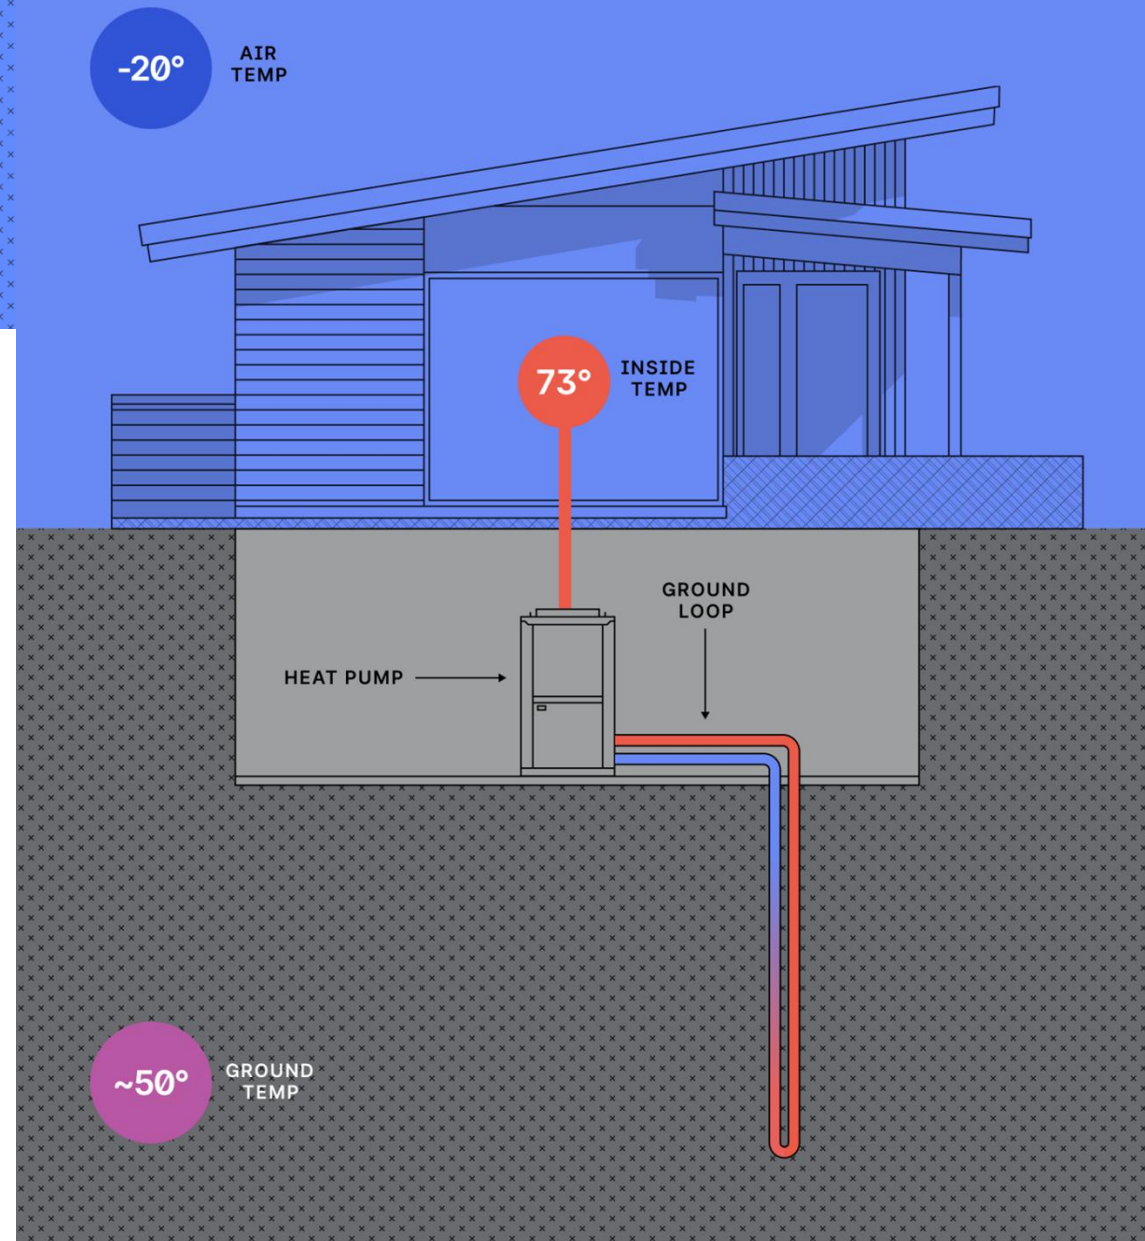 -20°
AIR
TEMP
73°
INSIDE
TEMP
GROUND
LOOP
HEAT PUMP
~50°
GROUND
TEMP